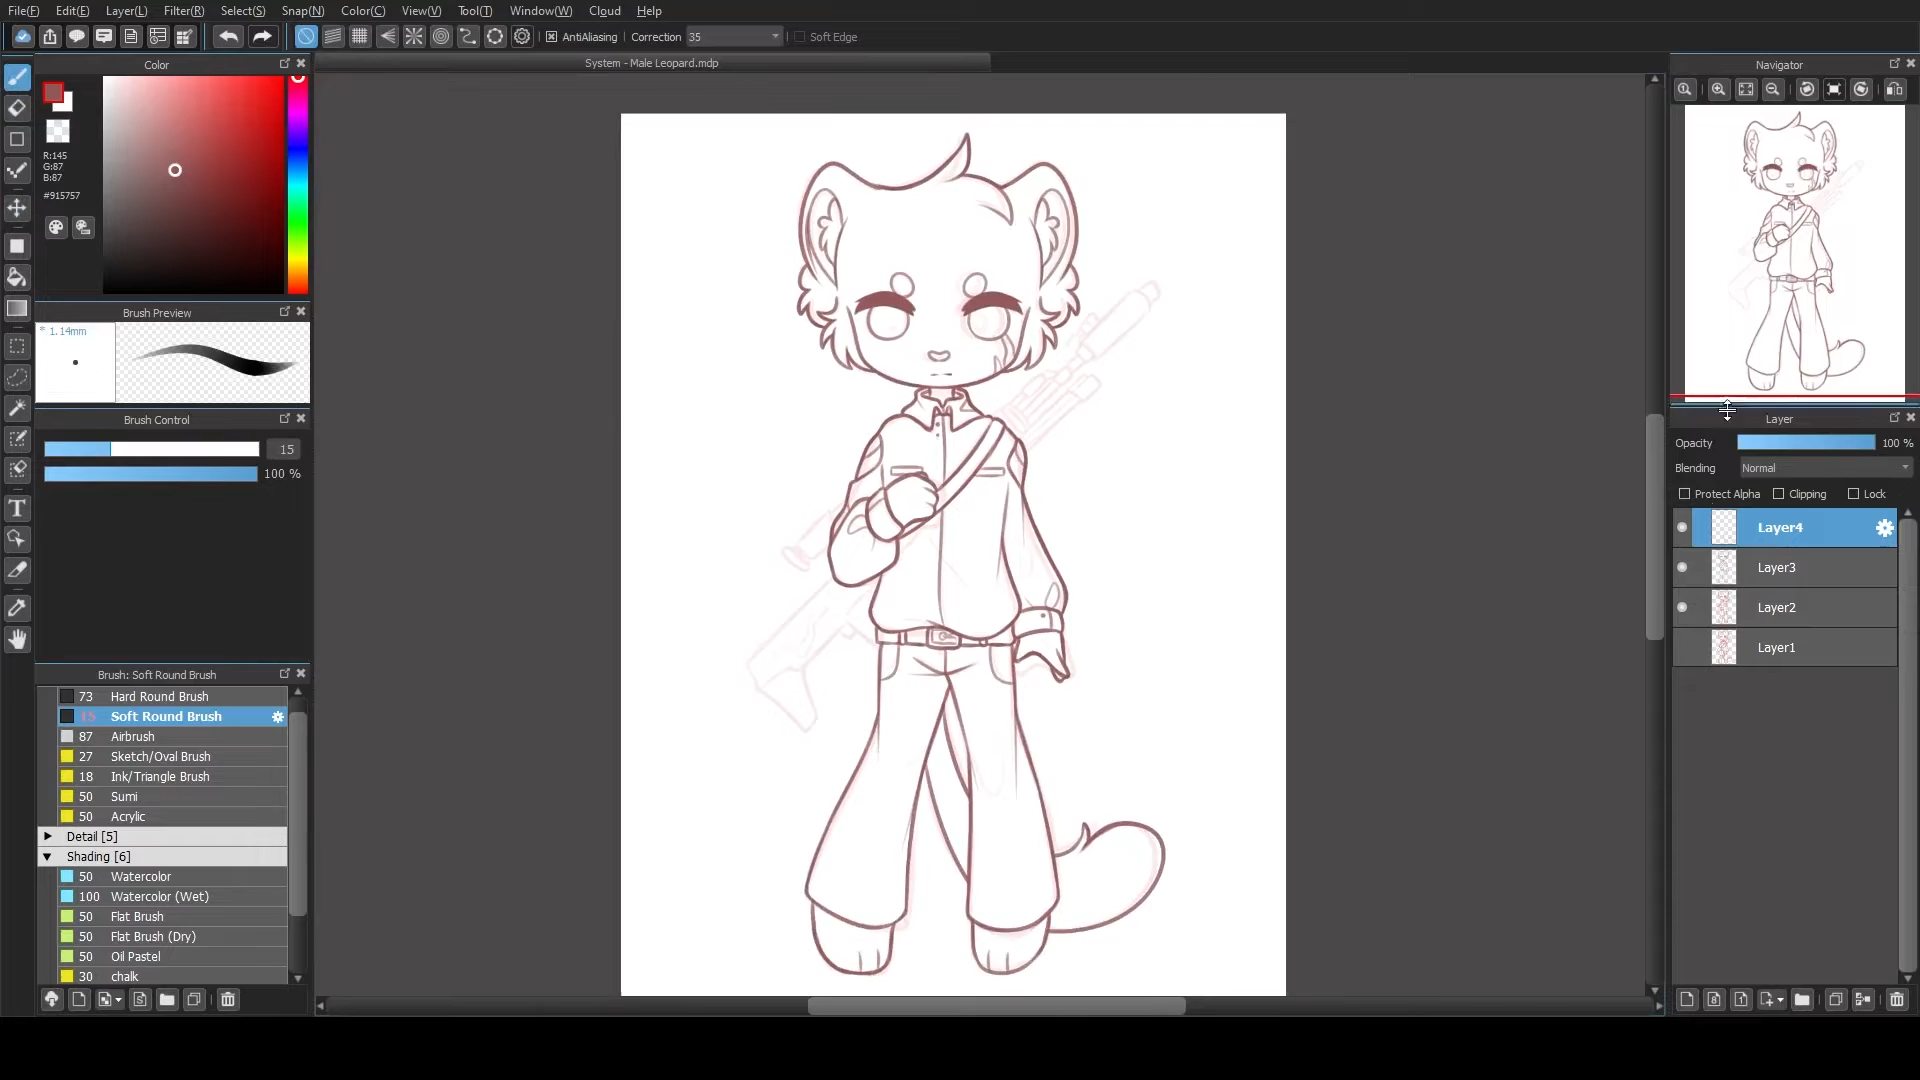 File(F) Edit(E) Layer(L) Filter(R) Select(S) Snap(N) Color(C) View(V) Tool(T) Window(W) Cloud Help
AntiAliasing Correction 35 Soft Edge
Color
System - Male Leopard.mdp
Navigator
R:145
G:87
B:87
#915757
Brush Preview
* 1.14mm
Brush Control
15
100 %
Brush: Soft Round Brush
73 Hard Round Brush
15 Soft Round Brush
87 Airbrush
27 Sketch/Oval Brush
18 Ink/Triangle Brush
50 Sumi
50 Acrylic
Detail [5]
Shading [6]
50 Watercolor
100 Watercolor (Wet)
50 Flat Brush
50 Flat Brush (Dry)
50 Oil Pastel
30 chalk
Layer
Opacity 100 %
Blending Normal
Protect Alpha Clipping Lock
Layer4
Layer3
Layer2
Layer1